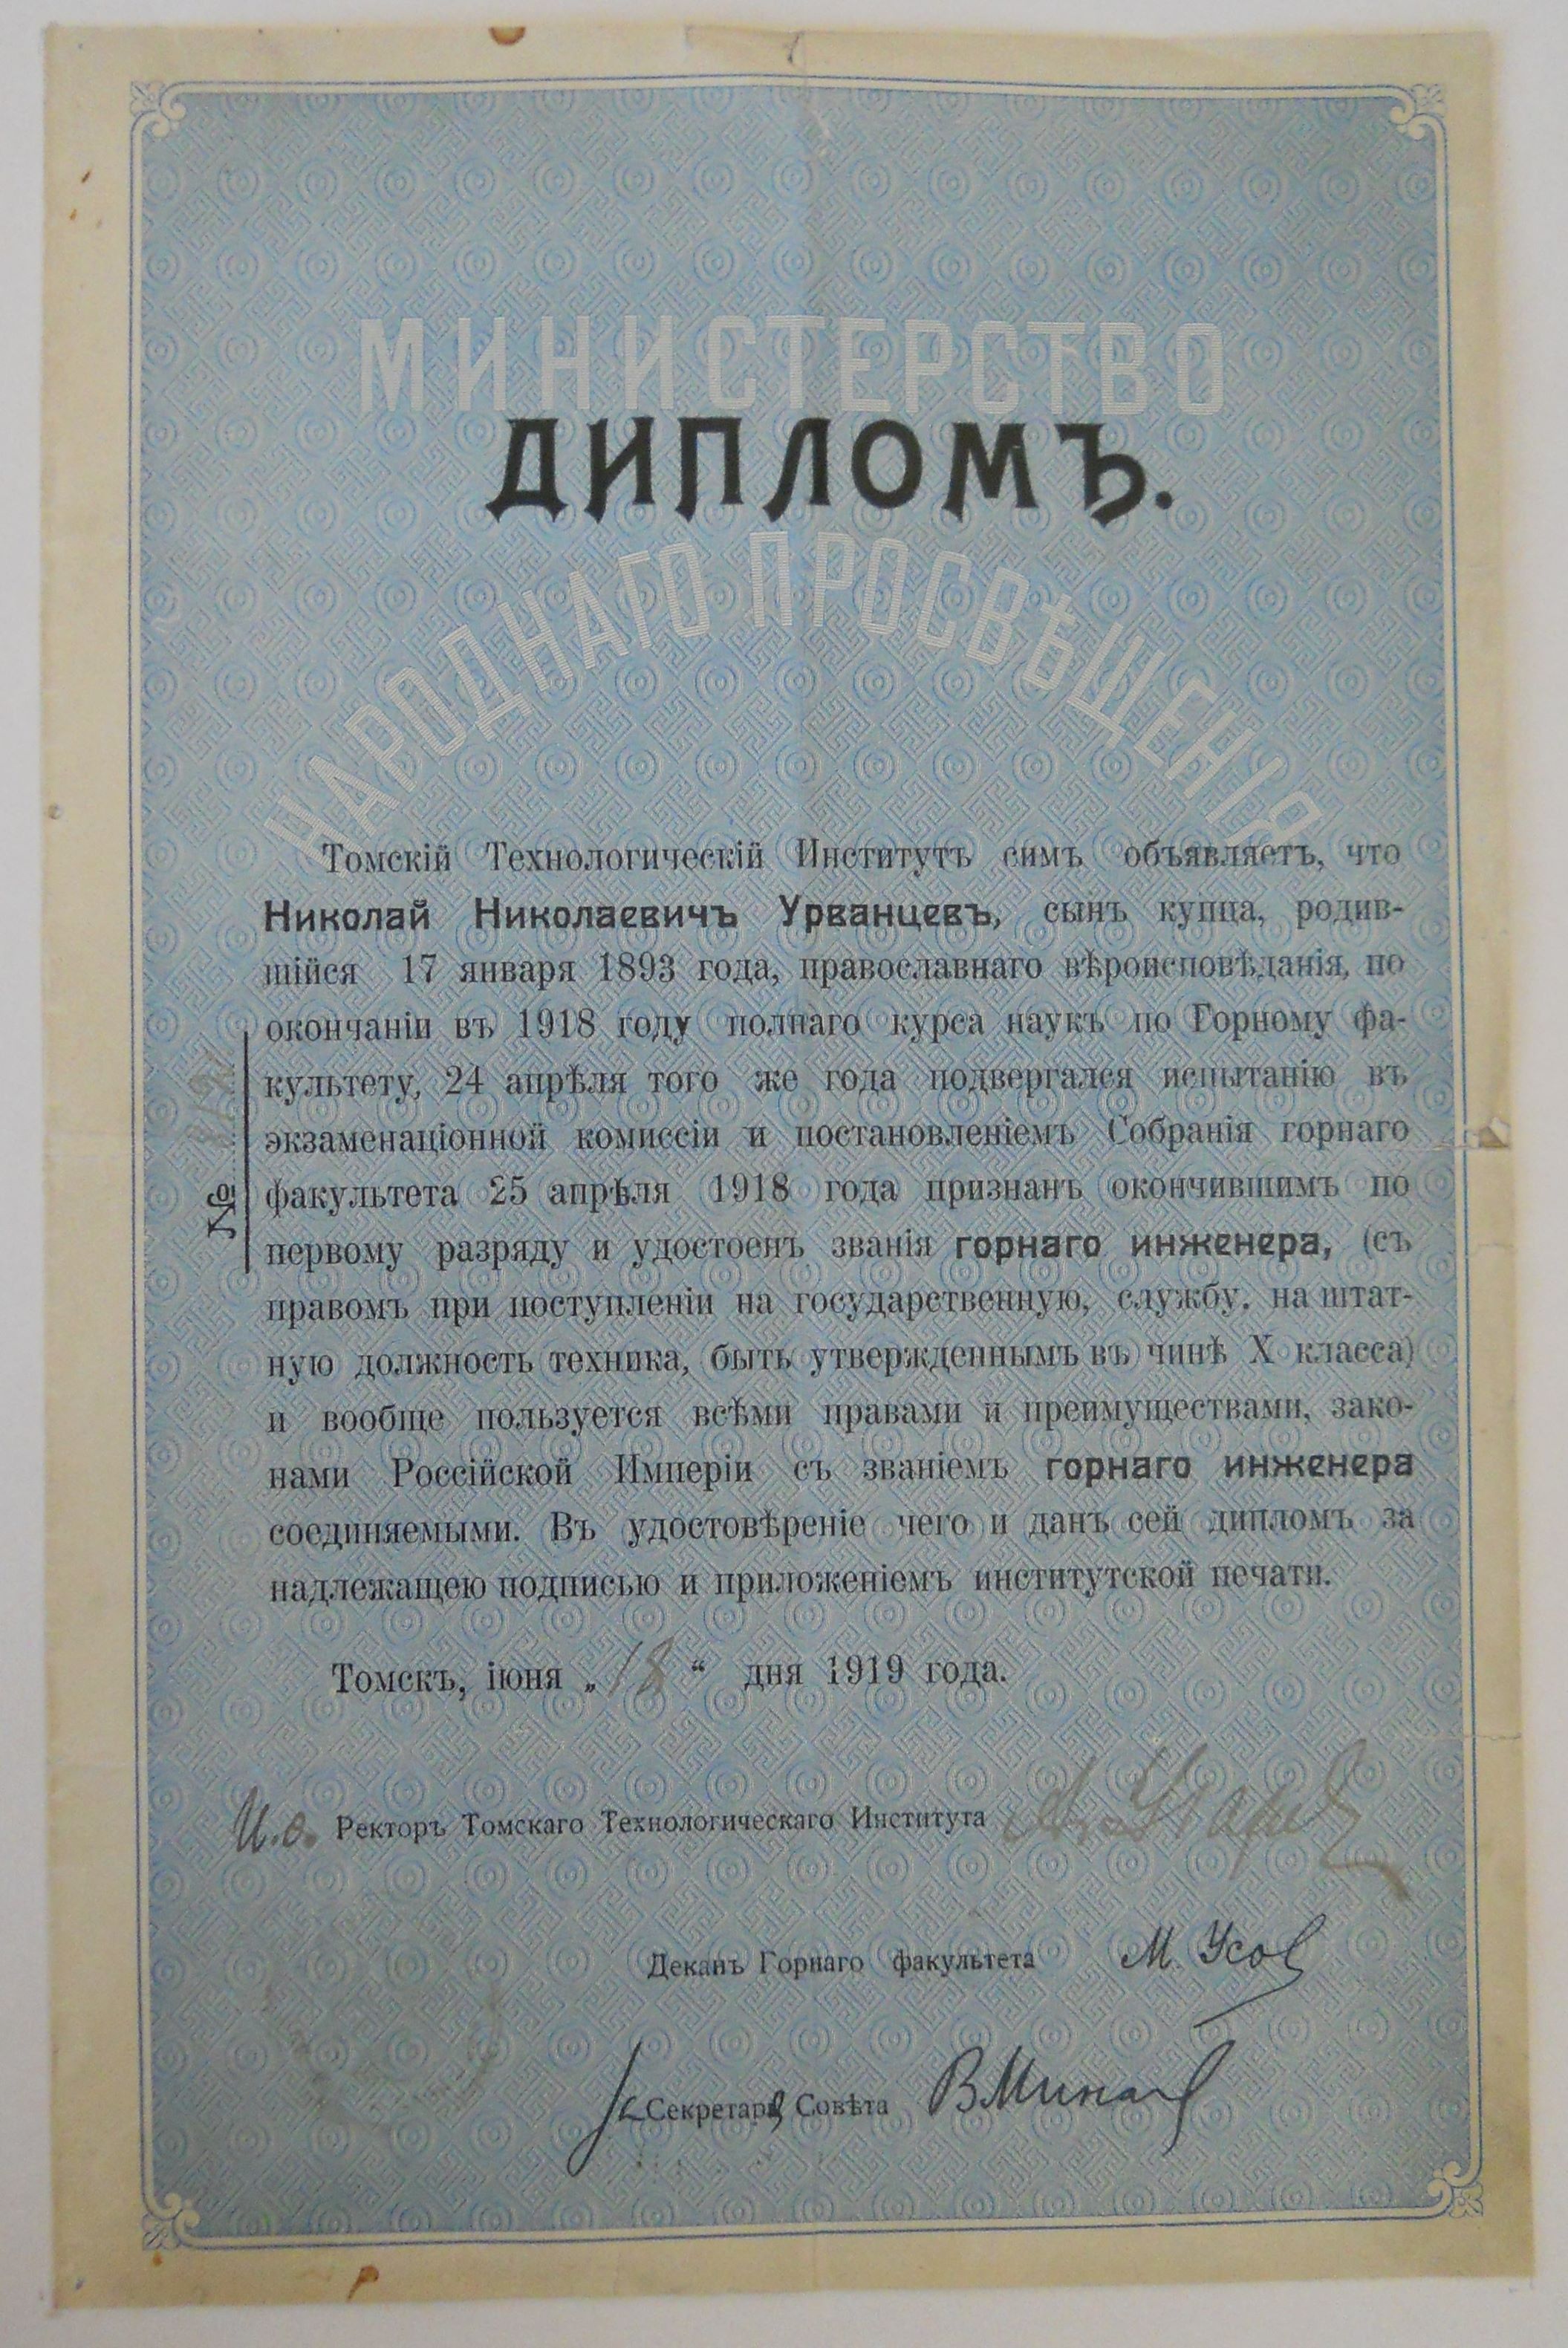 МИНИСТЕРСТВО
ДИПЛОМЪ.
НАРОДНАГО ПРОСВѢЩЕНІЯ
Томскій Технологическій Институтъ симъ объявляетъ, что
Николай Николаевичъ Урванцевъ, сынъ купца, родив-
шійся 17 января 1893 года, православнаго вѣроисповѣданія, по
окончаніи въ 1918 году полнаго курса наукъ по Горному фа-
культету, 24 апрѣля того же года подвергался испытанію въ
экзаменаціонной комиссіи и постановленіемъ Собранія горнаго
факультета 25 апрѣля 1918 года признанъ окончившимъ по
первому разряду и удостоенъ званія горнаго инженера, (съ
правомъ при поступленіи на государственную, службу, на штат-
ную должность техника, быть утвержденнымъ въ чинѣ X класса)
и вообще пользуется всѣми правами и преимуществами, зако-
нами Россійской Имперіи съ званіемъ горнаго инженера
соединяемыми. Въ удостовѣреніе чего и данъ сей дипломъ за
надлежащею подписью и приложеніемъ институтской печати.
№
Томскъ, іюня „18“ дня 1919 года.
И.о. Ректоръ Томскаго Технологическаго Института
Деканъ Горнаго факультета М. Усов
Секретаря Совѣта